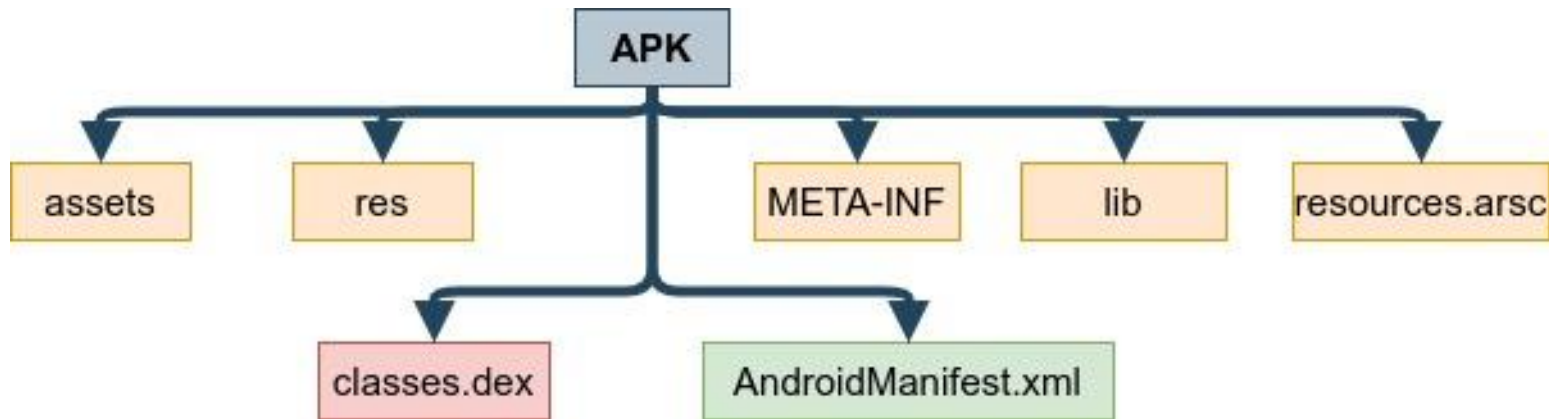 APK
assets
res
META-INF
lib
resources.arsc
classes.dex
AndroidManifest.xml